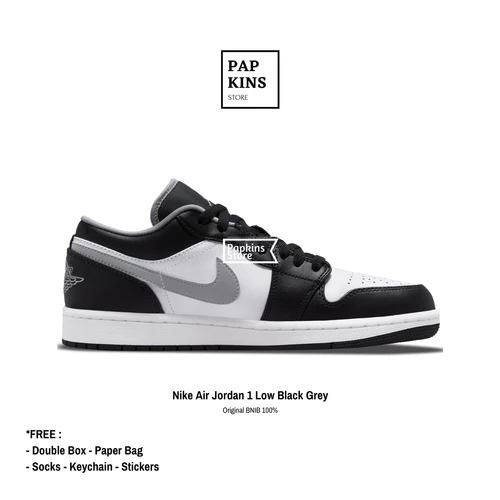 PAP
KINS
STORE
Papkins
Store
Nike Air Jordan 1 Low Black Grey
Original BNIB 100%
*FREE :
- Double Box - Paper Bag
- Socks - Keychain - Stickers